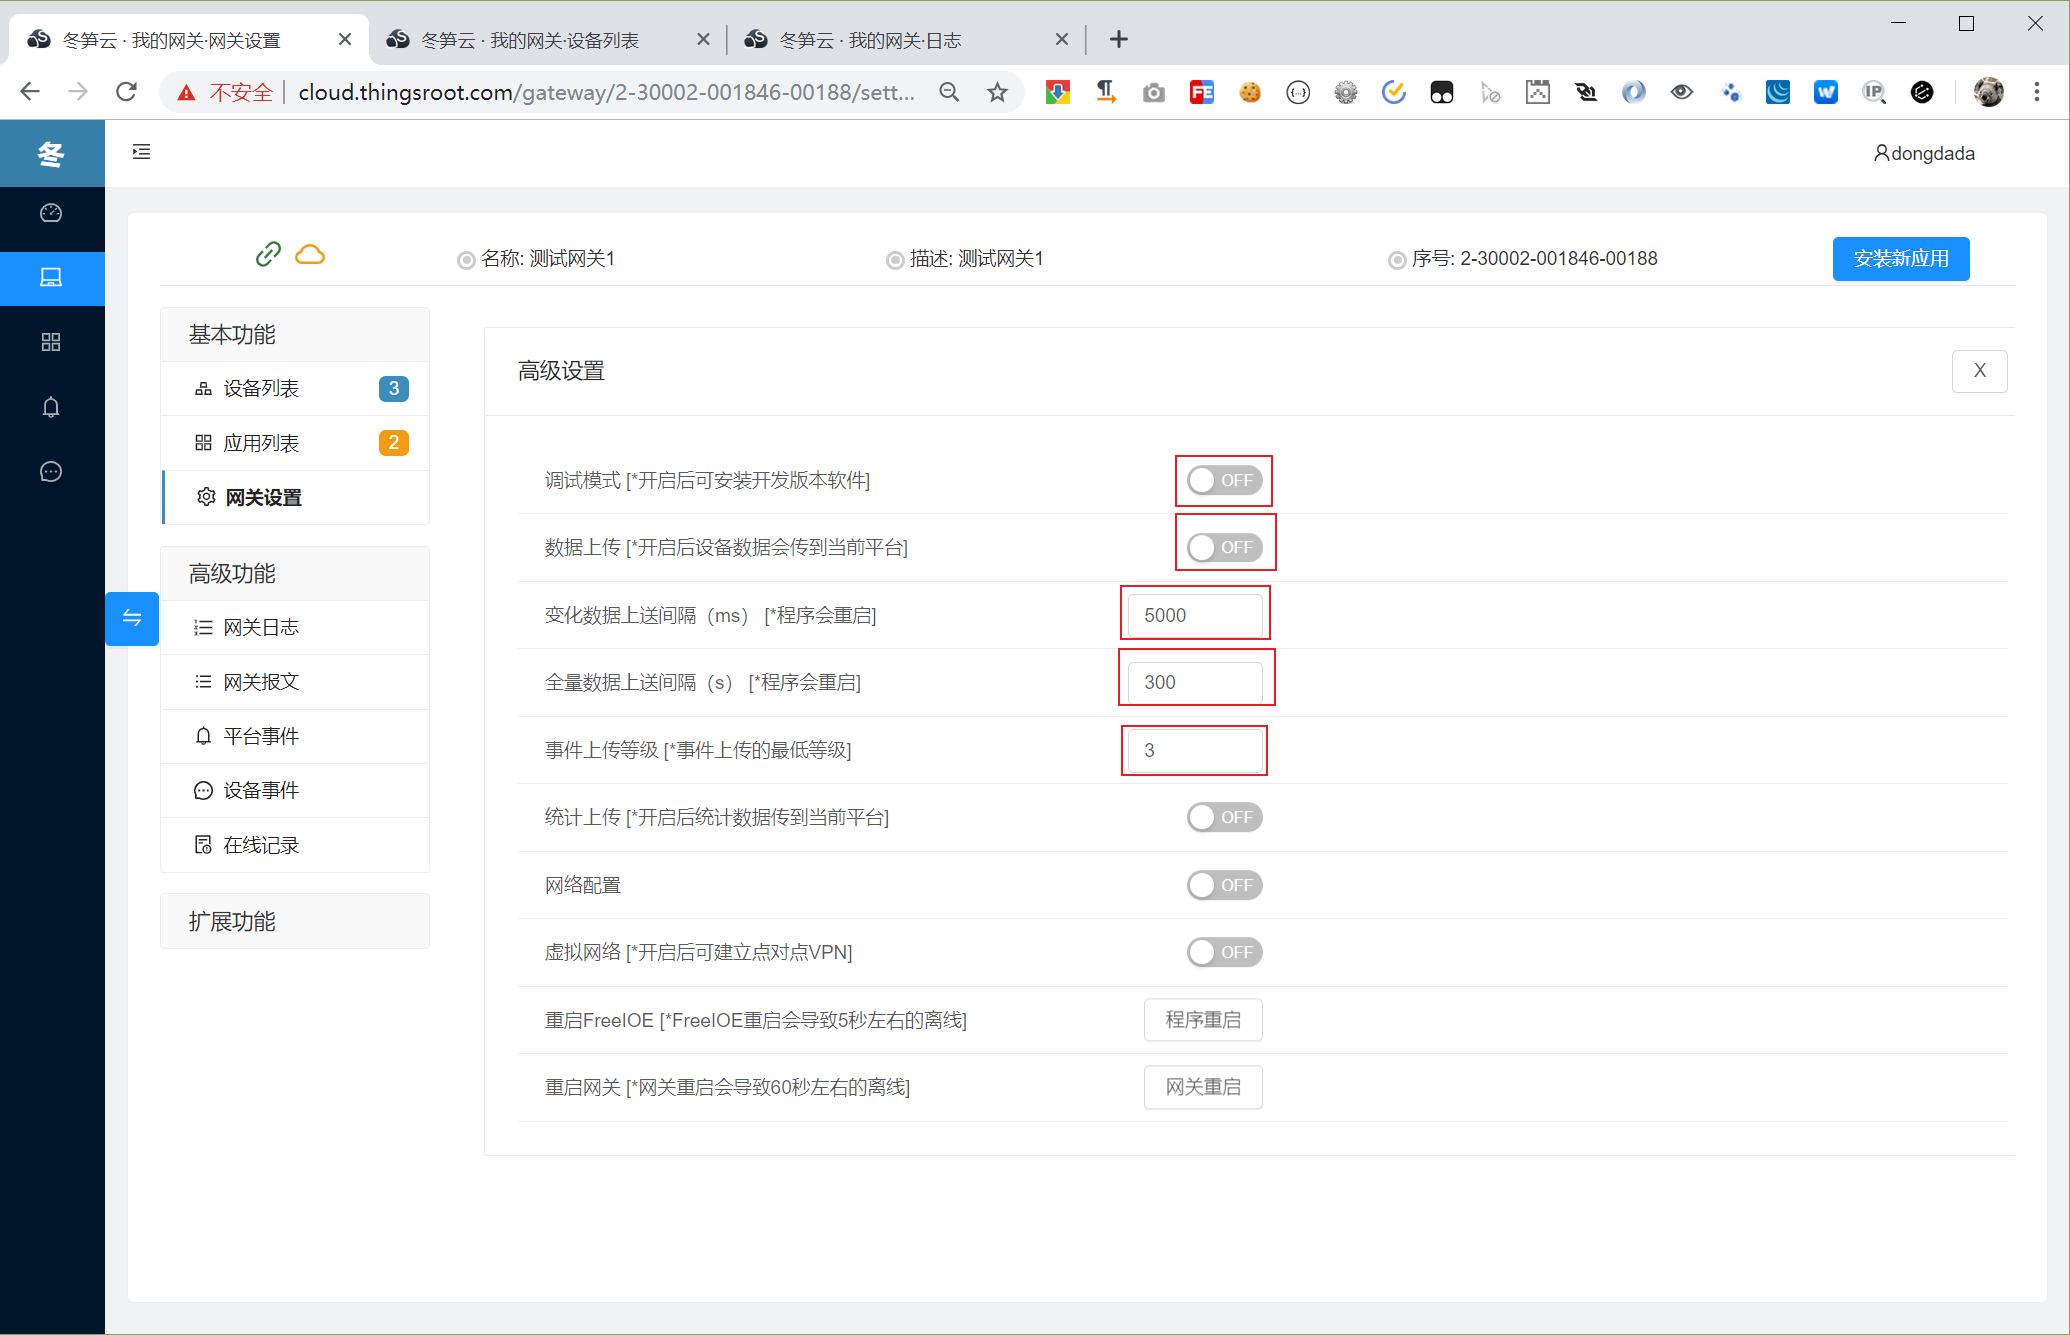 冬笋云 · 我的网关·网关设置
冬笋云 · 我的网关·设备列表
冬笋云 · 我的网关·日志
不安全
cloud.thingsroot.com/gateway/2-30002-001846-00188/sett...
FE
W
IP
冬
dongdada
名称: 测试网关1
描述: 测试网关1
序号: 2-30002-001846-00188
安装新应用
基本功能
设备列表
3
应用列表
2
网关设置
高级功能
网关日志
网关报文
平台事件
设备事件
在线记录
扩展功能
高级设置
X
调试模式 [*开启后可安装开发版本软件]
OFF
数据上传 [*开启后设备数据会传到当前平台]
OFF
变化数据上送间隔（ms） [*程序会重启]
5000
全量数据上送间隔（s） [*程序会重启]
300
事件上传等级 [*事件上传的最低等级]
3
统计上传 [*开启后统计数据传到当前平台]
OFF
网络配置
OFF
虚拟网络 [*开启后可建立点对点VPN]
OFF
重启FreeIOE [*FreeIOE重启会导致5秒左右的离线]
程序重启
重启网关 [*网关重启会导致60秒左右的离线]
网关重启